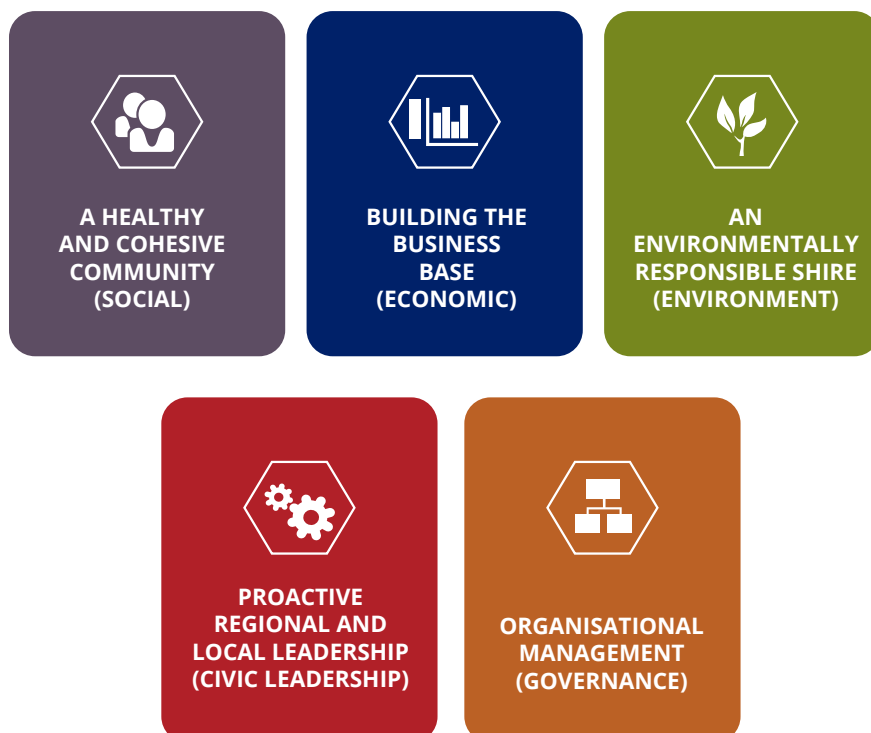 A HEALTHY
AND COHESIVE
COMMUNITY
(SOCIAL)
BUILDING THE
BUSINESS
BASE
(ECONOMIC)
AN
ENVIRONMENTALLY
RESPONSIBLE SHIRE
(ENVIRONMENT)
PROACTIVE
REGIONAL AND
LOCAL LEADERSHIP
(CIVIC LEADERSHIP)
ORGANISATIONAL
MANAGEMENT
(GOVERNANCE)